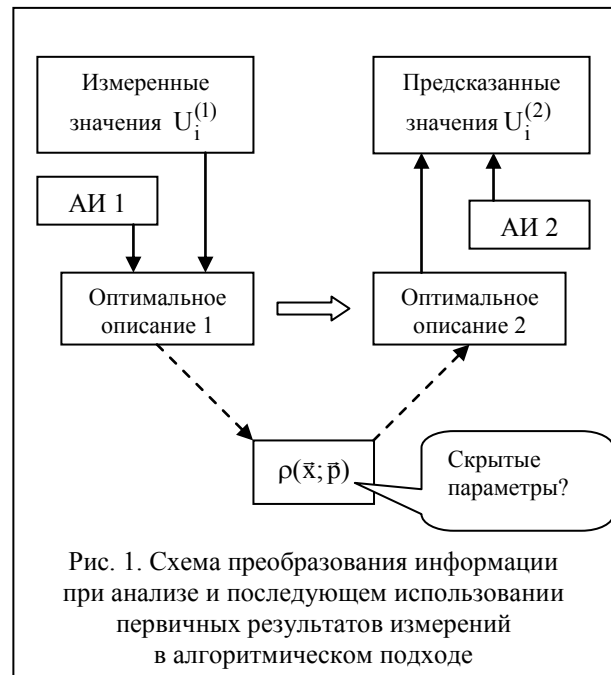 Измеренные
значения U_i^(1)
Предсказанные
значения U_i^(2)
АИ 1
АИ 2
Оптимальное
описание 1
Оптимальное
описание 2
ρ(x⃗; p⃗)
Скрытые
параметры?
Рис. 1. Схема преобразования информации
при анализе и последующем использовании
первичных результатов измерений
в алгоритмическом подходе